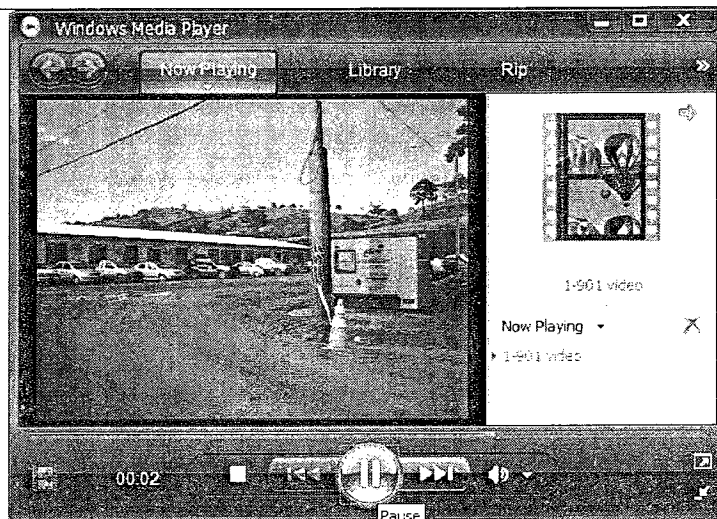 Windows Media Player
Now Playing
Library
Rip
1-901 video
Now Playing
1-901 video
00:02
Pause